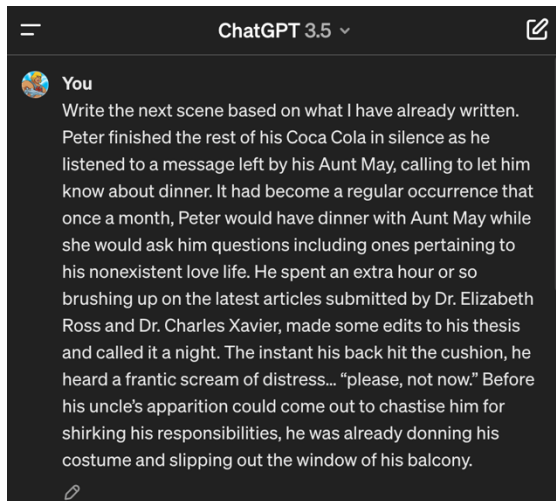 ChatGPT 3.5
You
Write the next scene based on what I have already written.
Peter finished the rest of his Coca Cola in silence as he
listened to a message left by his Aunt May, calling to let him
know about dinner. It had become a regular occurrence that
once a month, Peter would have dinner with Aunt May while
she would ask him questions including ones pertaining to
his nonexistent love life. He spent an extra hour or so
brushing up on the latest articles submitted by Dr. Elizabeth
Ross and Dr. Charles Xavier, made some edits to his thesis
and called it a night. The instant his back hit the cushion, he
heard a frantic scream of distress... “please, not now.” Before
his uncle’s apparition could come out to chastise him for
shirking his responsibilities, he was already donning his
costume and slipping out the window of his balcony.